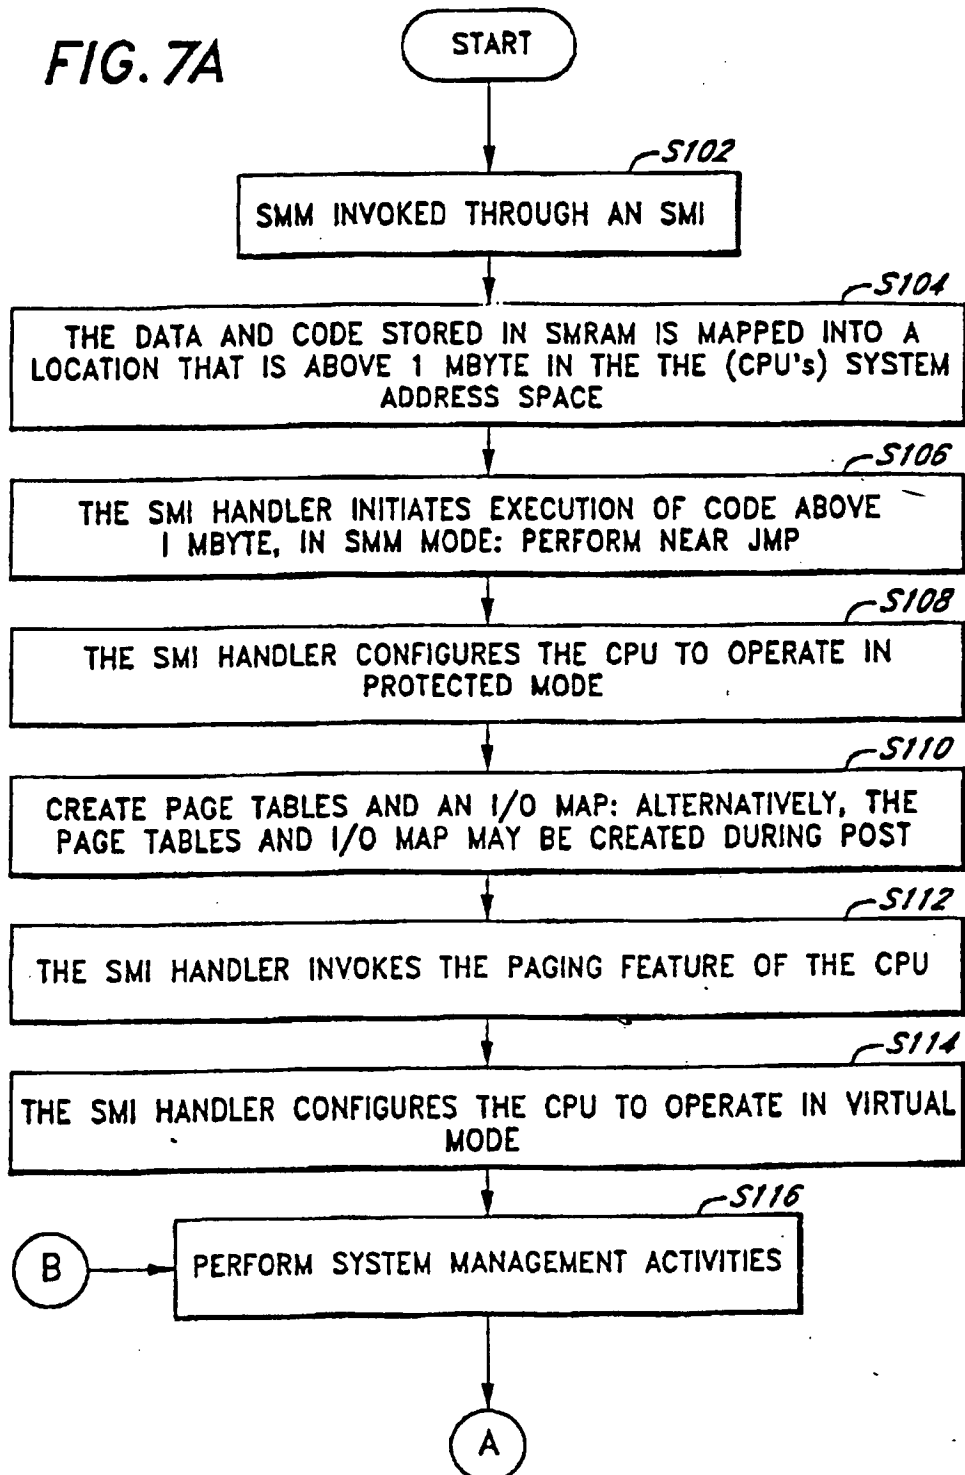 FIG. 7A
START
S102
SMM INVOKED THROUGH AN SMI
S104
THE DATA AND CODE STORED IN SMRAM IS MAPPED INTO A
LOCATION THAT IS ABOVE 1 MBYTE IN THE THE (CPU's) SYSTEM
ADDRESS SPACE
S106
THE SMI HANDLER INITIATES EXECUTION OF CODE ABOVE
1 MBYTE, IN SMM MODE: PERFORM NEAR JMP
S108
THE SMI HANDLER CONFIGURES THE CPU TO OPERATE IN
PROTECTED MODE
S110
CREATE PAGE TABLES AND AN I/O MAP: ALTERNATIVELY, THE
PAGE TABLES AND I/O MAP MAY BE CREATED DURING POST
S112
THE SMI HANDLER INVOKES THE PAGING FEATURE OF THE CPU
S114
THE SMI HANDLER CONFIGURES THE CPU TO OPERATE IN VIRTUAL
MODE
S116
B
PERFORM SYSTEM MANAGEMENT ACTIVITIES
A